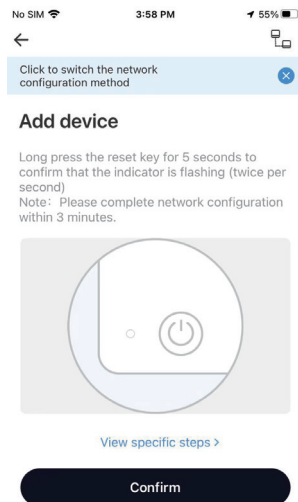 No SIM 3:58 PM 55%
Click to switch the network
configuration method
Add device
Long press the reset key for 5 seconds to
confirm that the indicator is flashing (twice per
second)
Note： Please complete network configuration
within 3 minutes.
View specific steps >
Confirm